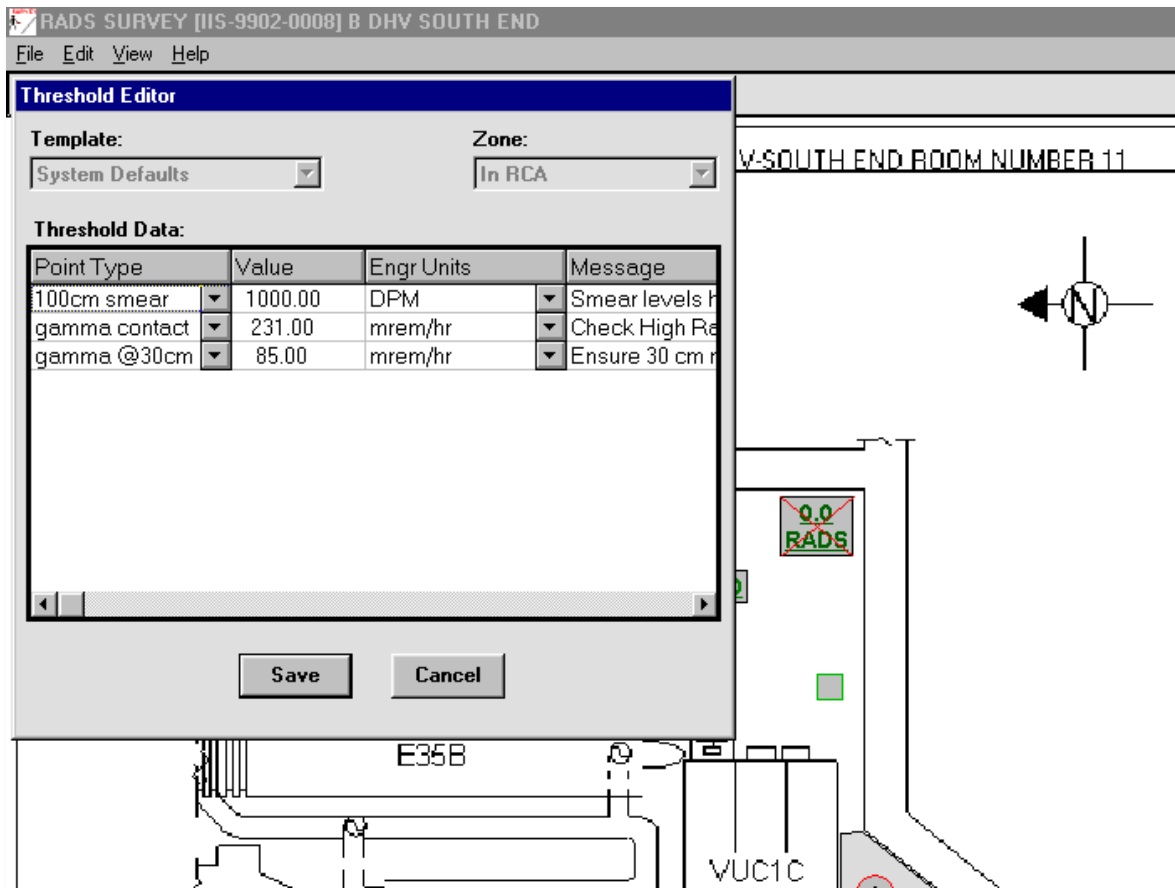 RADS SURVEY [IIS-9902-0008] B DHV SOUTH END
File Edit View Help
Threshold Editor
Template: Zone:
System Defaults In RCA
V-SOUTH END ROOM NUMBER 11
Threshold Data:
Point Type Value Engr Units Message
100cm smear 1000.00 DPM Smear levels h
gamma contact 231.00 mrem/hr Check High Ra
gamma @30cm 85.00 mrem/hr Ensure 30 cm r
N
0.0
RADS
Save Cancel
E35B
VUC1C